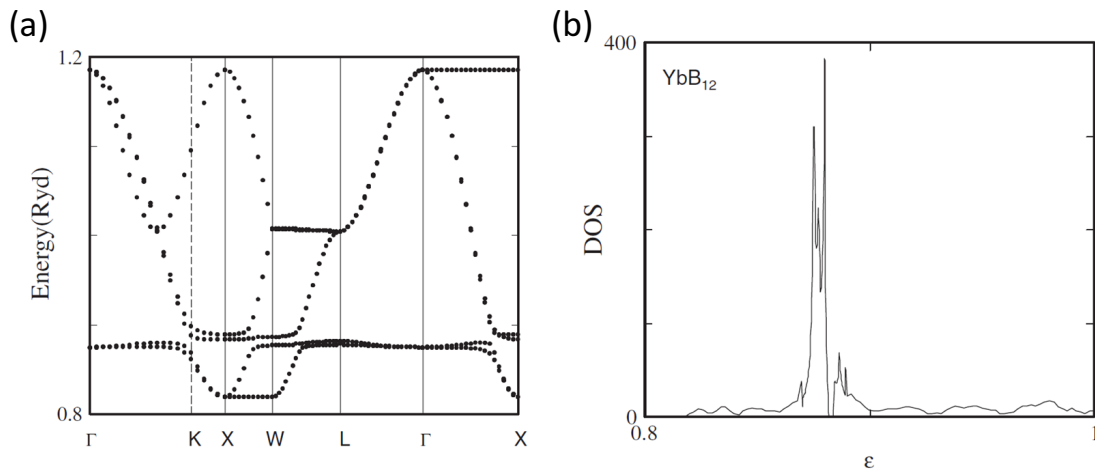 (a)
1.2
Energy(Ryd)
0.8
Γ K X W L Γ X
(b)
400
YbB₁₂
DOS
0
0.8 1
ε